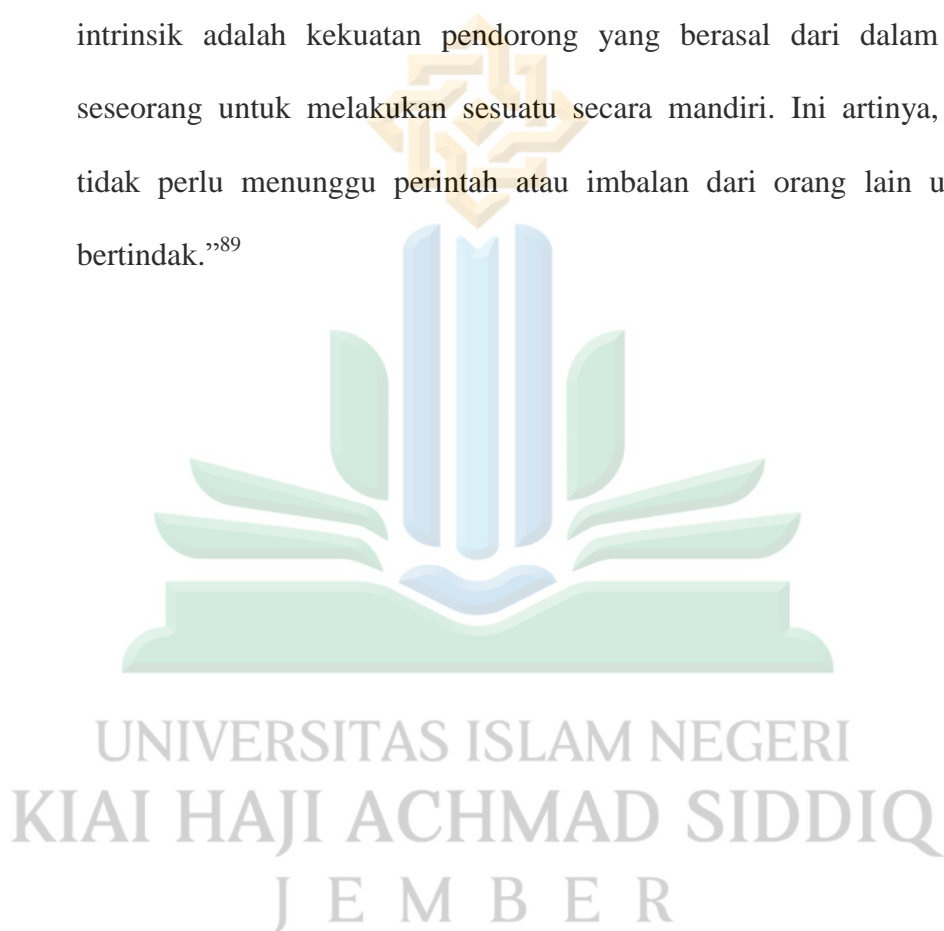 intrinsik adalah kekuatan pendorong yang berasal dari dalam
seseorang untuk melakukan sesuatu secara mandiri. Ini artinya,
tidak perlu menunggu perintah atau imbalan dari orang lain u
bertindak.”89
UNIVERSITAS ISLAM NEGERI
KIAI HAJI ACHMAD SIDDIQ
JEMBER